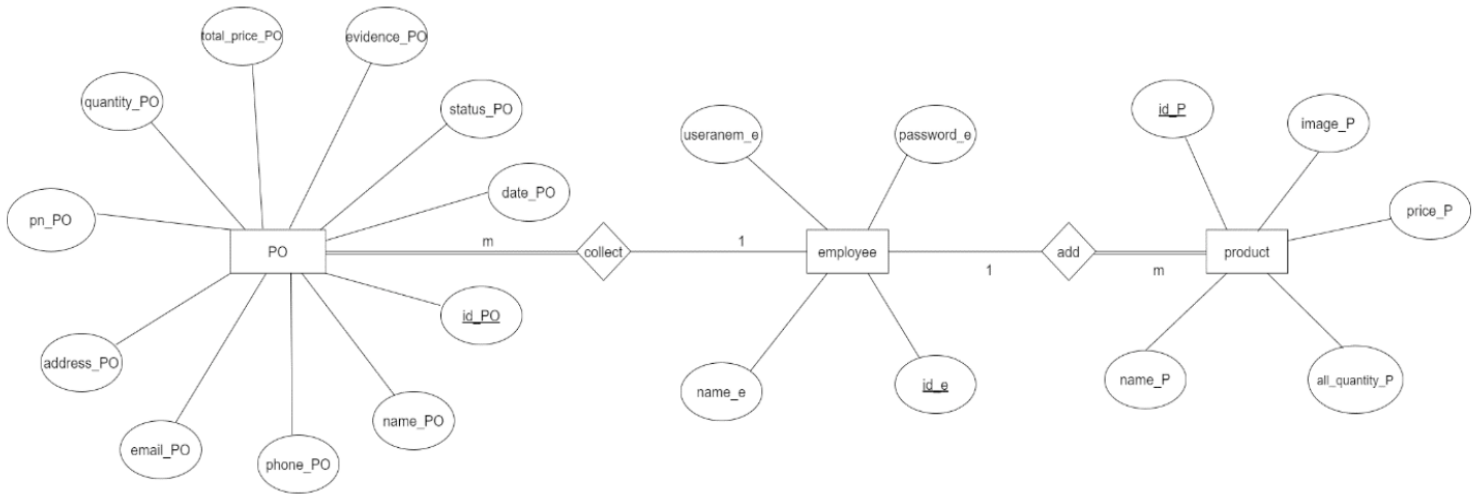 total_price_PO
evidence_PO
quantity_PO
status_PO
id_P
image_P
useranem_e
password_e
date_PO
pn_PO
price_P
m
1
PO
collect
employee
add
product
1
m
id_PO
address_PO
name_e
id_e
name_P
all_quantity_P
name_PO
email_PO
phone_PO